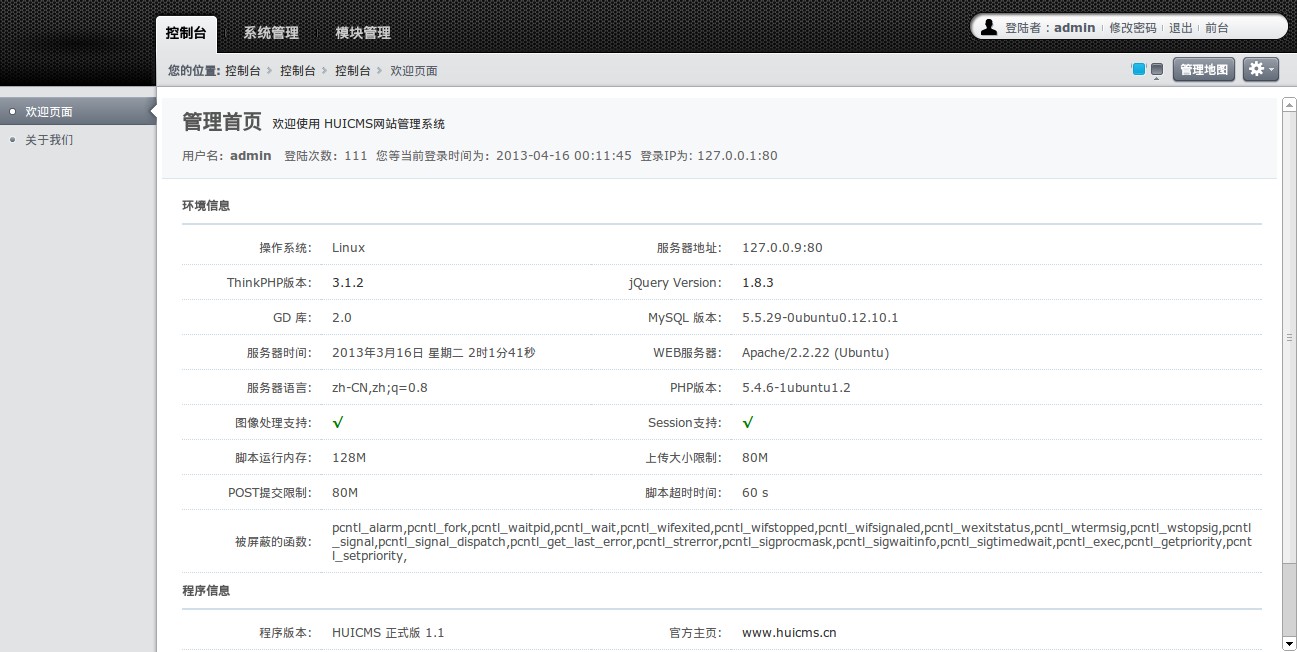 控制台 系统管理 模块管理
登陆者：admin 修改密码 退出 前台
您的位置: 控制台 控制台 控制台 欢迎页面
管理地图
欢迎页面
关于我们
管理首页 欢迎使用 HUICMS网站管理系统
用户名：admin 登陆次数：111 您等当前登录时间为：2013-04-16 00:11:45 登录IP为: 127.0.0.1:80
环境信息
操作系统： Linux 服务器地址： 127.0.0.9:80
ThinkPHP版本： 3.1.2 jQuery Version： 1.8.3
GD 库： 2.0 MySQL 版本： 5.5.29-0ubuntu0.12.10.1
服务器时间： 2013年3月16日 星期二 2时1分41秒 WEB服务器： Apache/2.2.22 (Ubuntu)
服务器语言： zh-CN,zh;q=0.8 PHP版本： 5.4.6-1ubuntu1.2
图像处理支持： √ Session支持： √
脚本运行内存： 128M 上传大小限制： 80M
POST提交限制： 80M 脚本超时时间： 60 s
被屏蔽的函数： pcntl_alarm,pcntl_fork,pcntl_waitpid,pcntl_wait,pcntl_wifexited,pcntl_wifstopped,pcntl_wifsignaled,pcntl_wexitstatus,pcntl_wtermsig,pcntl_wstopsig,pcntl
_signal,pcntl_signal_dispatch,pcntl_get_last_error,pcntl_strerror,pcntl_sigprocmask,pcntl_sigwaitinfo,pcntl_sigtimedwait,pcntl_exec,pcntl_getpriority,pcnt
l_setpriority,
程序信息
程序版本： HUICMS 正式版 1.1 官方主页： www.huicms.cn